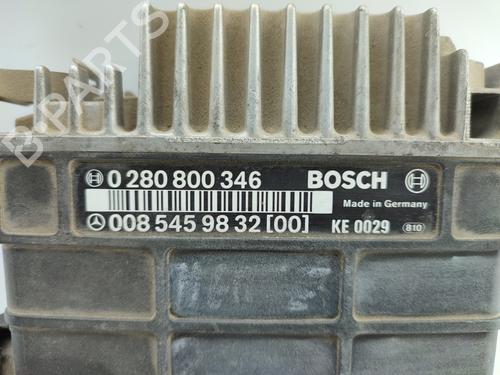 B-PARTS
0 280 800 346 BOSCH
Made in Germany
008 545 98 32 [00] KE 0029 810